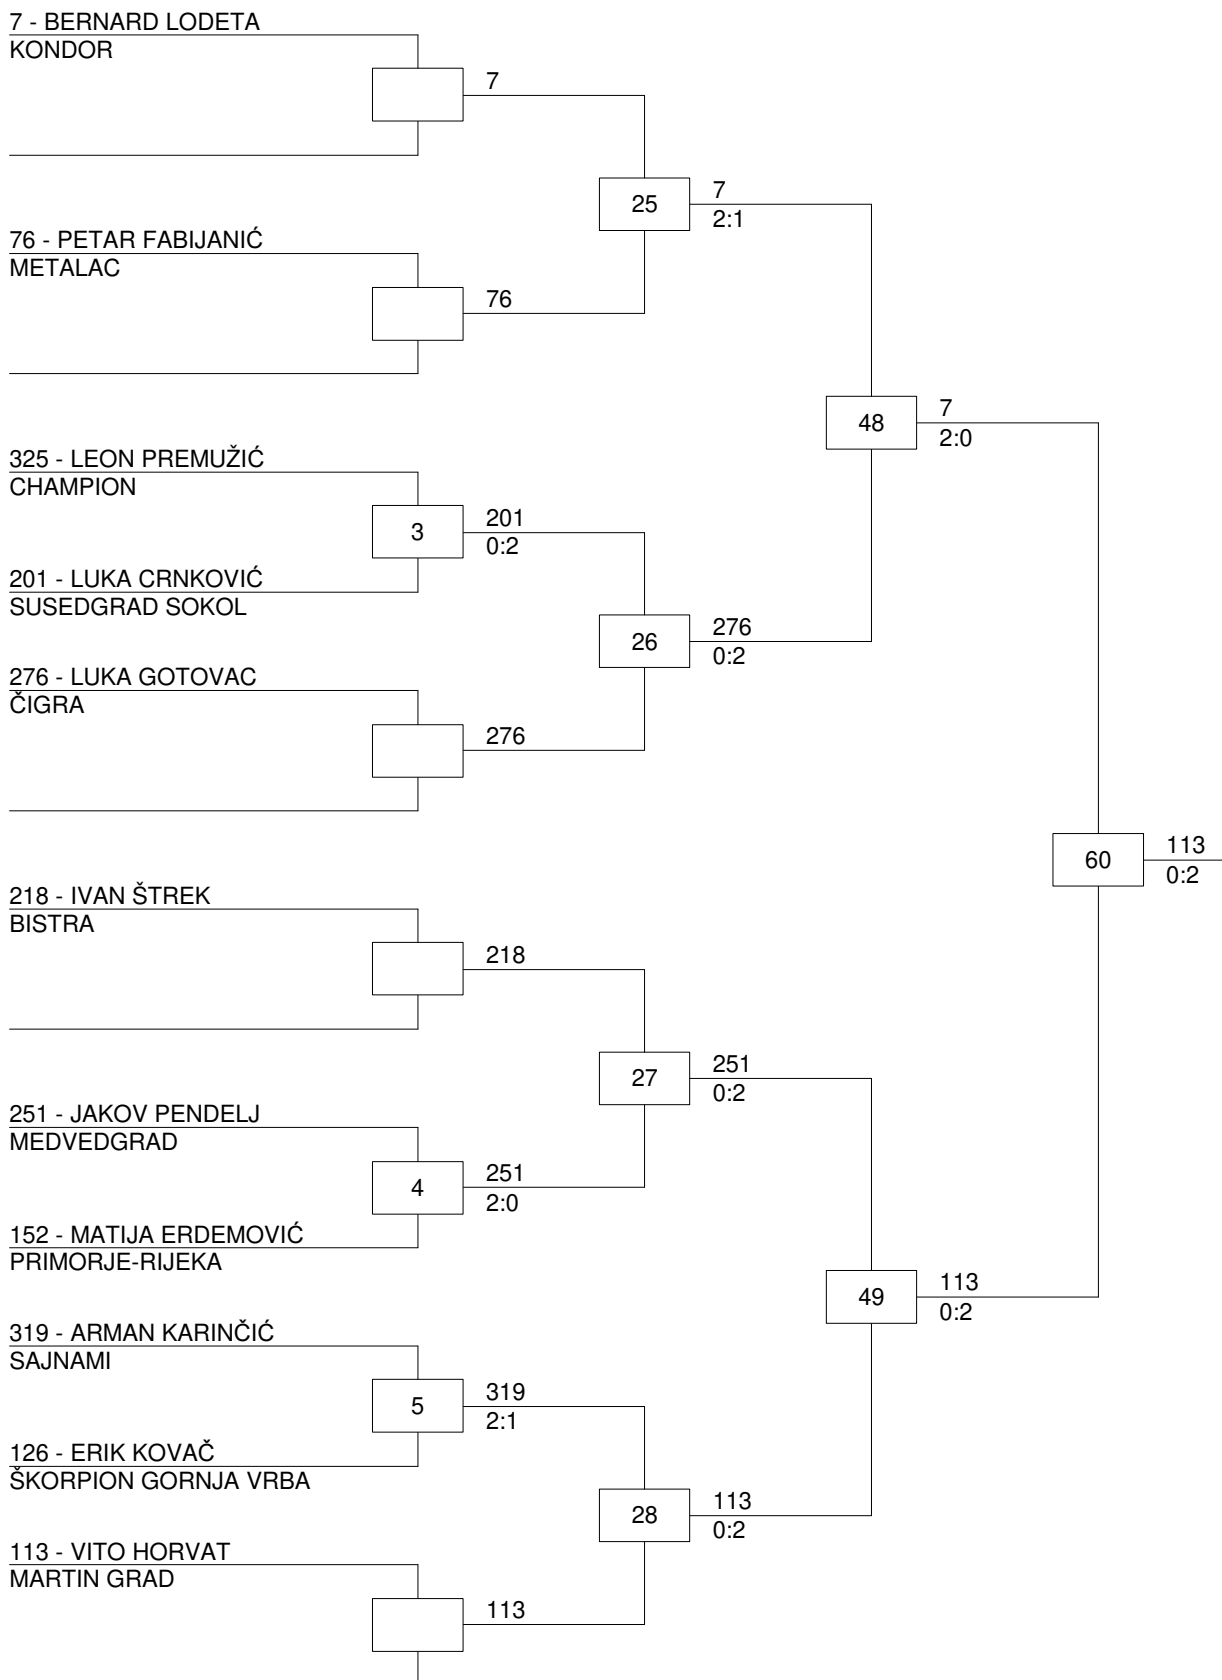 7 - BERNARD LODETA
KONDOR
7
25
7
2:1
76 - PETAR FABIJANIĆ
METALAC
76
48
7
2:0
325 - LEON PREMUŽIĆ
CHAMPION
3
201
0:2
201 - LUKA CRNKOVIĆ
SUSEDGRAD SOKOL
26
276
0:2
276 - LUKA GOTOVAC
ČIGRA
276
60
113
0:2
218 - IVAN ŠTREK
BISTRA
218
27
251
0:2
251 - JAKOV PENDELJ
MEDVEDGRAD
4
251
2:0
152 - MATIJA ERDEMOVIĆ
PRIMORJE-RIJEKA
49
113
0:2
319 - ARMAN KARINČIĆ
SAJNAMI
5
319
2:1
126 - ERIK KOVAČ
ŠKORPION GORNJA VRBA
28
113
0:2
113 - VITO HORVAT
MARTIN GRAD
113